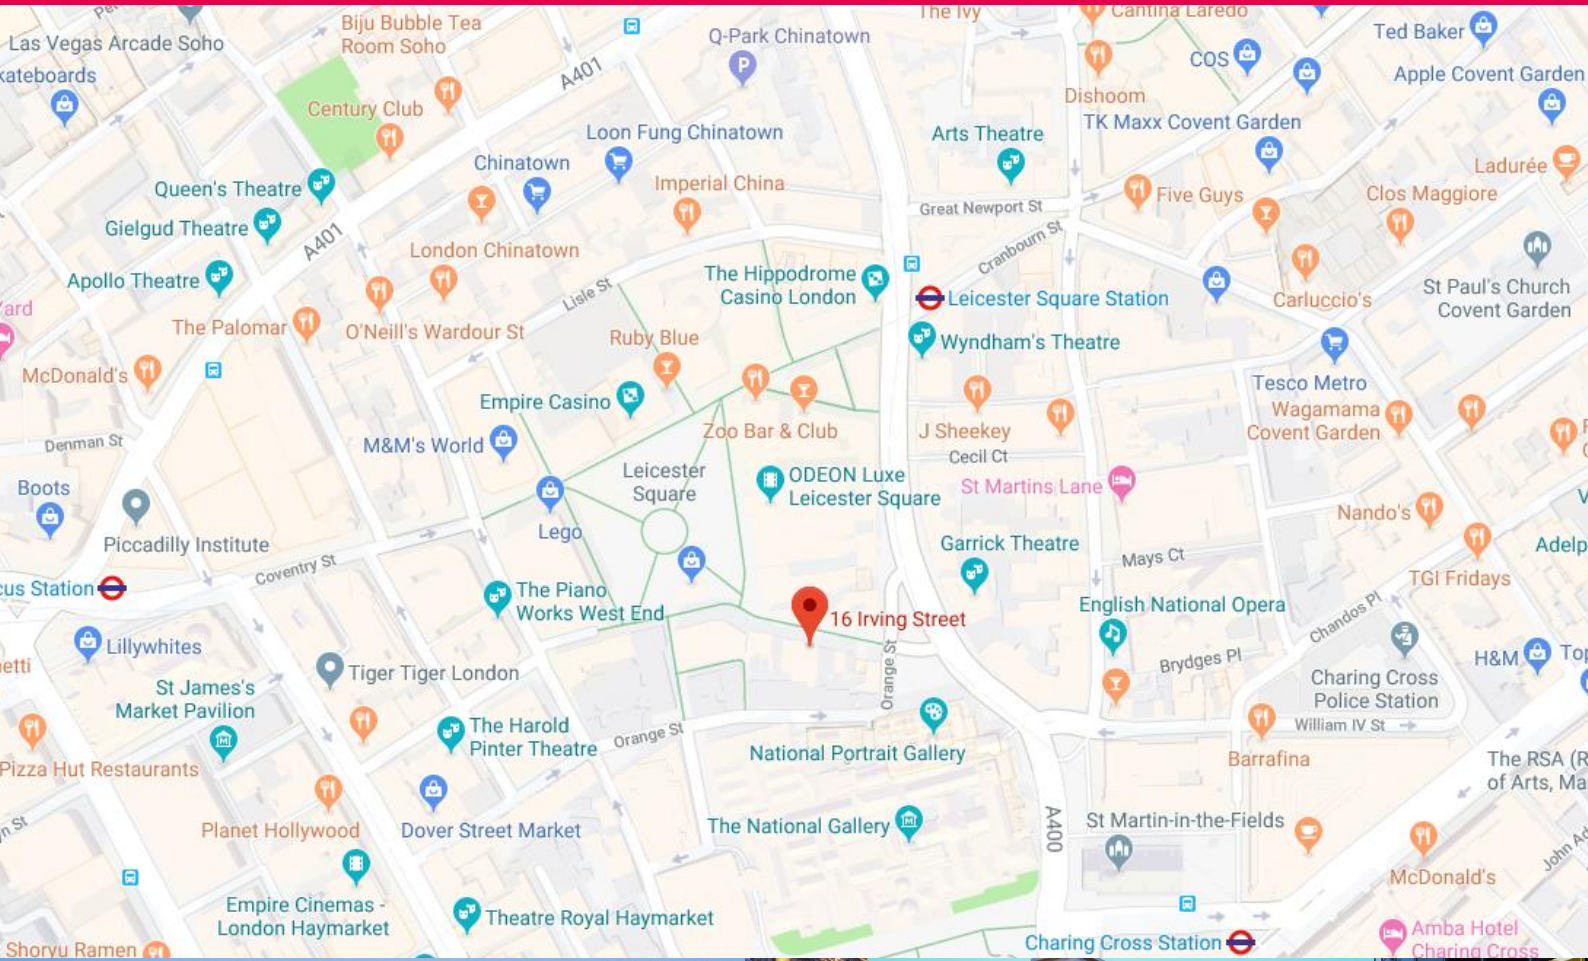 The Ivy
Cantina Laredo
Biju Bubble Tea
Room Soho
Las Vegas Arcade Soho
Q-Park Chinatown
Ted Baker
COS
Apple Covent Garden
kateboards
A401
Century Club
Dishoom
TK Maxx Covent Garden
Loon Fung Chinatown
Arts Theatre
Chinatown
Ladurée
Queen's Theatre
Imperial China
Five Guys
Clos Maggiore
Great Newport St
Gielgud Theatre
A401
London Chinatown
Cranbourn St
Apollo Theatre
The Hippodrome
Casino London
Lisle St
Leicester Square Station
Carluccio's
St Paul's Church
Covent Garden
The Palomar
O'Neill's Wardour St
Ruby Blue
Wyndham's Theatre
McDonald's
Tesco Metro
Empire Casino
Wagamama
Covent Garden
Denman St
M&M's World
Zoo Bar & Club
J Sheekey
Cecil Ct
Boots
Leicester
Square
ODEON Luxe
Leicester Square
St Martins Lane
Nando's
Lego
Piccadilly Institute
Garrick Theatre
Mays Ct
Adelp
Coventry St
TGI Fridays
cus Station
The Piano
Works West End
16 Irving Street
English National Opera
Chandos Pl
Lillywhites
Orange St
Brydges Pl
H&M
Top
etti
Tiger Tiger London
Charing Cross
Police Station
St James's
Market Pavilion
The Harold
Pinter Theatre
Orange St
William IV St
National Portrait Gallery
Barrafina
Pizza Hut Restaurants
The RSA (R
of Arts, Ma
Planet Hollywood
Dover Street Market
The National Gallery
A400
St Martin-in-the-Fields
n St
John Ad
McDonald's
Empire Cinemas -
London Haymarket
Theatre Royal Haymarket
Charing Cross Station
Amba Hotel
Charing Cross
Shoryu Ramen